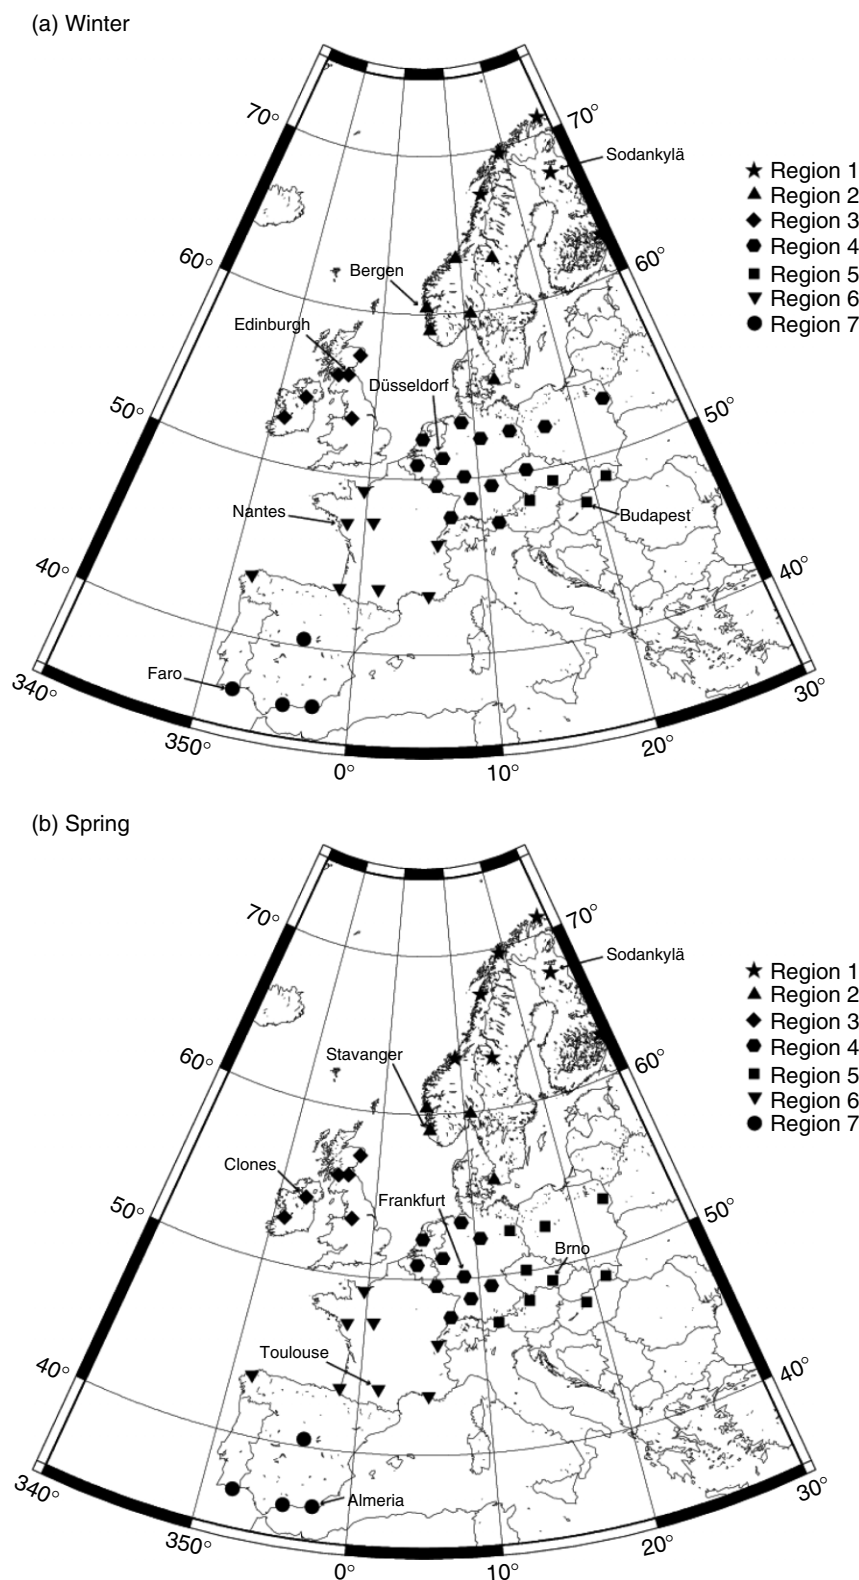 (a) Winter
70°
70°
Sodankylä
Region 1
Region 2
Region 3
Region 4
Region 5
Region 6
Region 7
60°
60°
Bergen
Edinburgh
Düsseldorf
50°
50°
Nantes
Budapest
40°
40°
Faro
340°
30°
350°
20°
0°
10°
(b) Spring
70°
70°
Sodankylä
Region 1
Region 2
Region 3
Region 4
Region 5
Region 6
Region 7
60°
60°
Stavanger
Clones
Frankfurt
50°
50°
Brno
Toulouse
40°
40°
Almeria
340°
30°
350°
20°
0°
10°